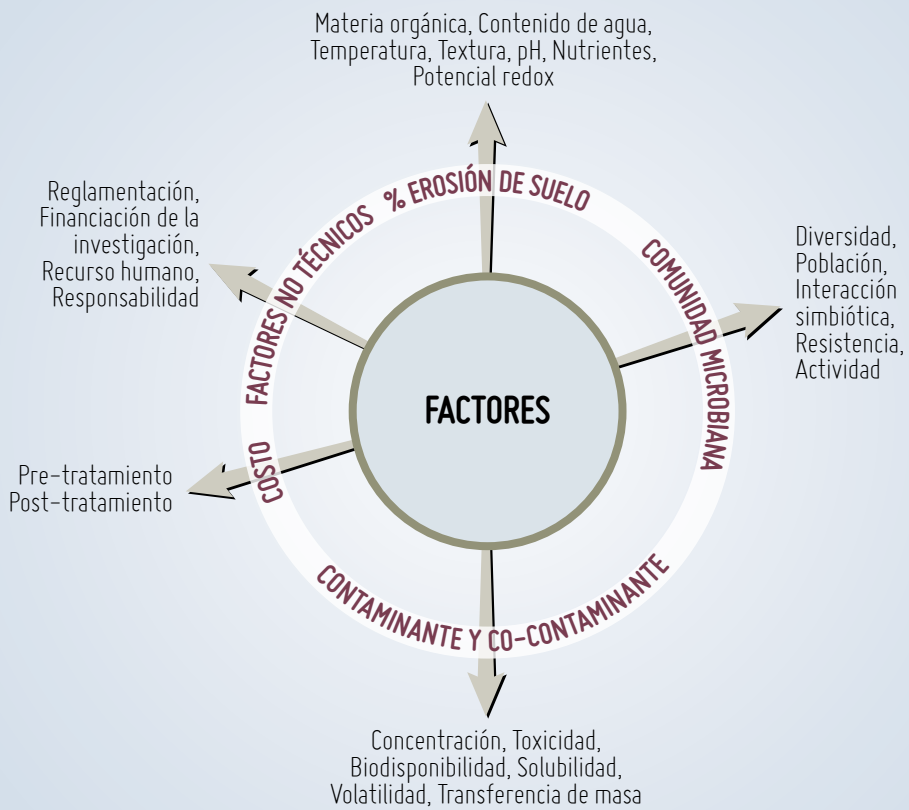 Materia orgánica, Contenido de agua,
Temperatura, Textura, pH, Nutrientes,
Potencial redox
% EROSIÓN DE SUELO
Reglamentación,
Financiación de la
investigación,
Recurso humano,
Responsabilidad
FACTORES NO TÉCNICOS
COMUNIDAD MICROBIANA
Diversidad,
Población,
Interacción
simbiótica,
Resistencia,
Actividad
FACTORES
COSTO
Pre-tratamiento
Post-tratamiento
CONTAMINANTE Y CO-CONTAMINANTE
Concentración, Toxicidad,
Biodisponibilidad, Solubilidad,
Volatilidad, Transferencia de masa